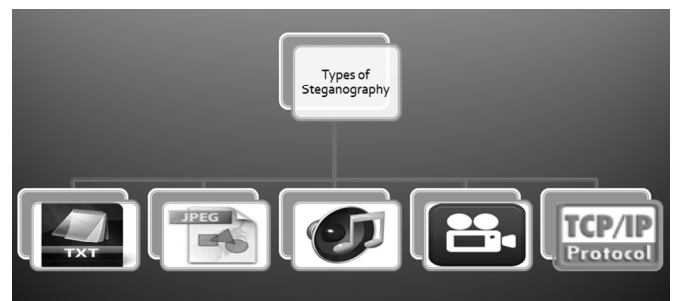 Types of
Steganography
TXT
JPEG
TCP/IP
Protocol